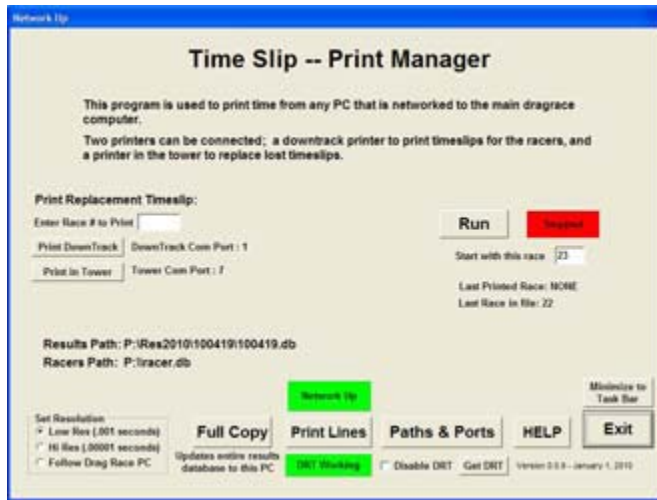 Network Up
Time Slip -- Print Manager
This program is used to print time from any PC that is networked to the main dragrace
computer.
Two printers can be connected; a downtrack printer to print timeslips for the racers, and
a printer in the tower to replace lost timeslips.
Print Replacement Timeslip:
Enter Race # to Print
Print DownTrack DownTrack Com Port : 1
Print in Tower Tower Com Port : 7
Run Stopped
Start with this race 23
Last Printed Race: NONE
Last Race in file: 22
Results Path: P:\Res2010\100419\100419.db
Racers Path: P:\racer.db
Network Up
Minimize to
Task Bar
Set Resolution
Low Res (.001 seconds)
Hi Res (.00001 seconds)
Follow Drag Race PC
Full Copy
Updates entire results
database to this PC
Print Lines
Paths & Ports
HELP
Exit
DRT Working
Disable DRT
Get DRT
Version 0.0.9 -- January 1, 2010